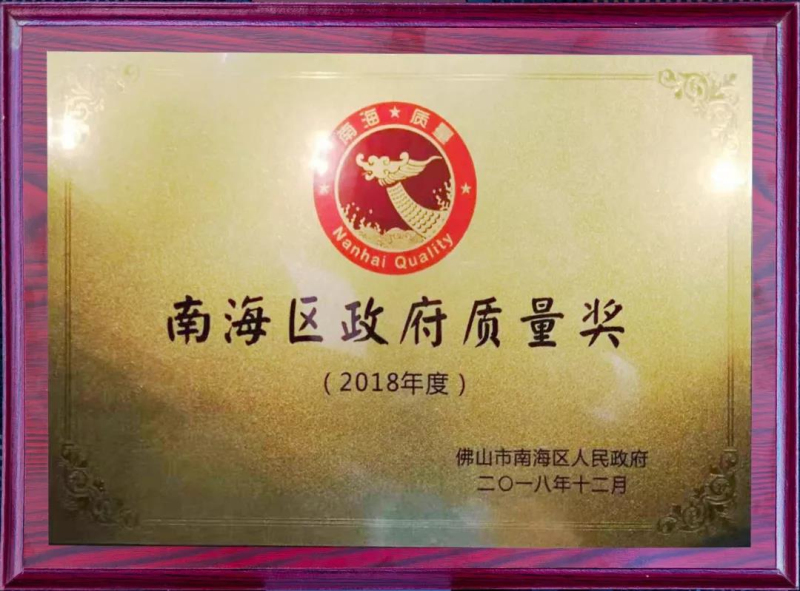 南海★质量
Nanhai Quality
南海区政府质量奖
（2018年度）
佛山市南海区人民政府
二〇一八年十二月